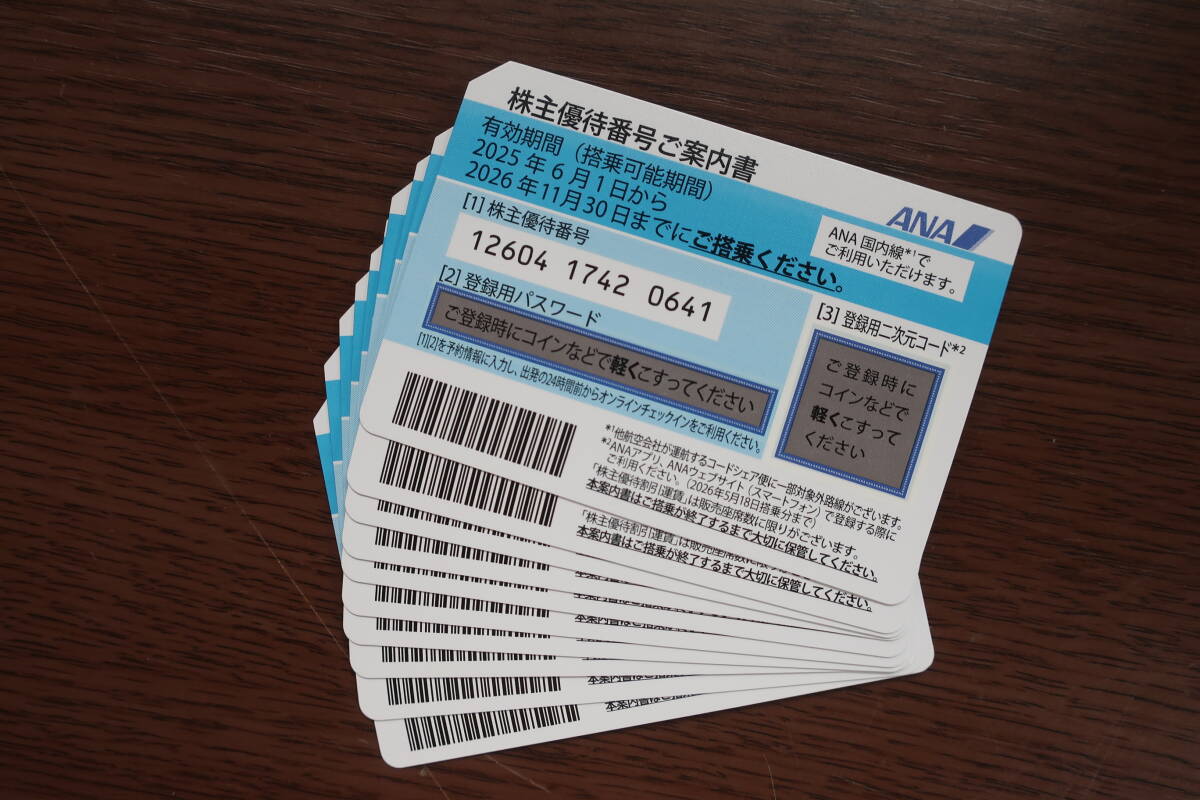 株主優待番号ご案内書
有効期間（搭乗可能期間）
2025年6月1日から
2026年11月30日までにご搭乗ください。
ANA
ANA国内線*1で
ご利用いただけます。
[1] 株主優待番号
12604 1742 0641
[2] 登録用パスワード
ご登録時にコインなどで軽くこすってください
[1][2]を予約情報に入力し、出発の24時間前からオンラインチェックインをご利用ください。
[3] 登録用二次元コード*2
ご登録時に
コインなどで
軽くこすって
ください
*1他航空会社が運航するコードシェア便に一部対象外路線がございます。
*2ANAアプリ、ANAウェブサイト（スマートフォン）で登録する際に
ご利用ください。（2026年5月18日搭乗分まで）
「株主優待割引運賃」は販売座席数に限りがございます。
本案内書はご搭乗が終了するまで大切に保管してください。
「株主優待割引運賃」は販売座席数に限り
本案内書はご搭乗が終了するまで大切に保管してください。